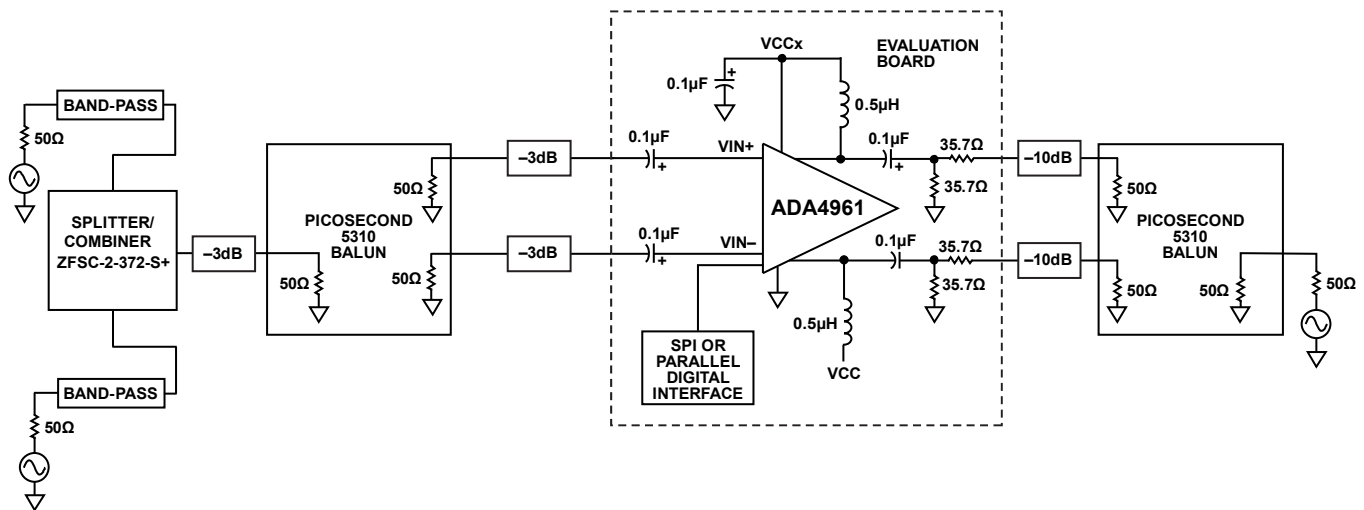 BAND-PASS
50Ω
SPLITTER/
COMBINER
ZFSC-2-372-S+
BAND-PASS
50Ω
–3dB
50Ω
PICOSECOND
5310
BALUN
50Ω
50Ω
–3dB
–3dB
EVALUATION
BOARD
VCCx
0.1µF
+
0.5µH
0.1µF
+
VIN+
0.1µF
+
VIN–
ADA4961
0.1µF
+
35.7Ω
35.7Ω
0.1µF
35.7Ω
35.7Ω
0.5µH
VCC
SPI OR
PARALLEL
DIGITAL
INTERFACE
–10dB
–10dB
50Ω
PICOSECOND
5310
BALUN
50Ω
50Ω
50Ω